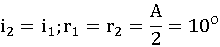 i₂ = i₁; r₁ = r₂ = A/2 = 10°